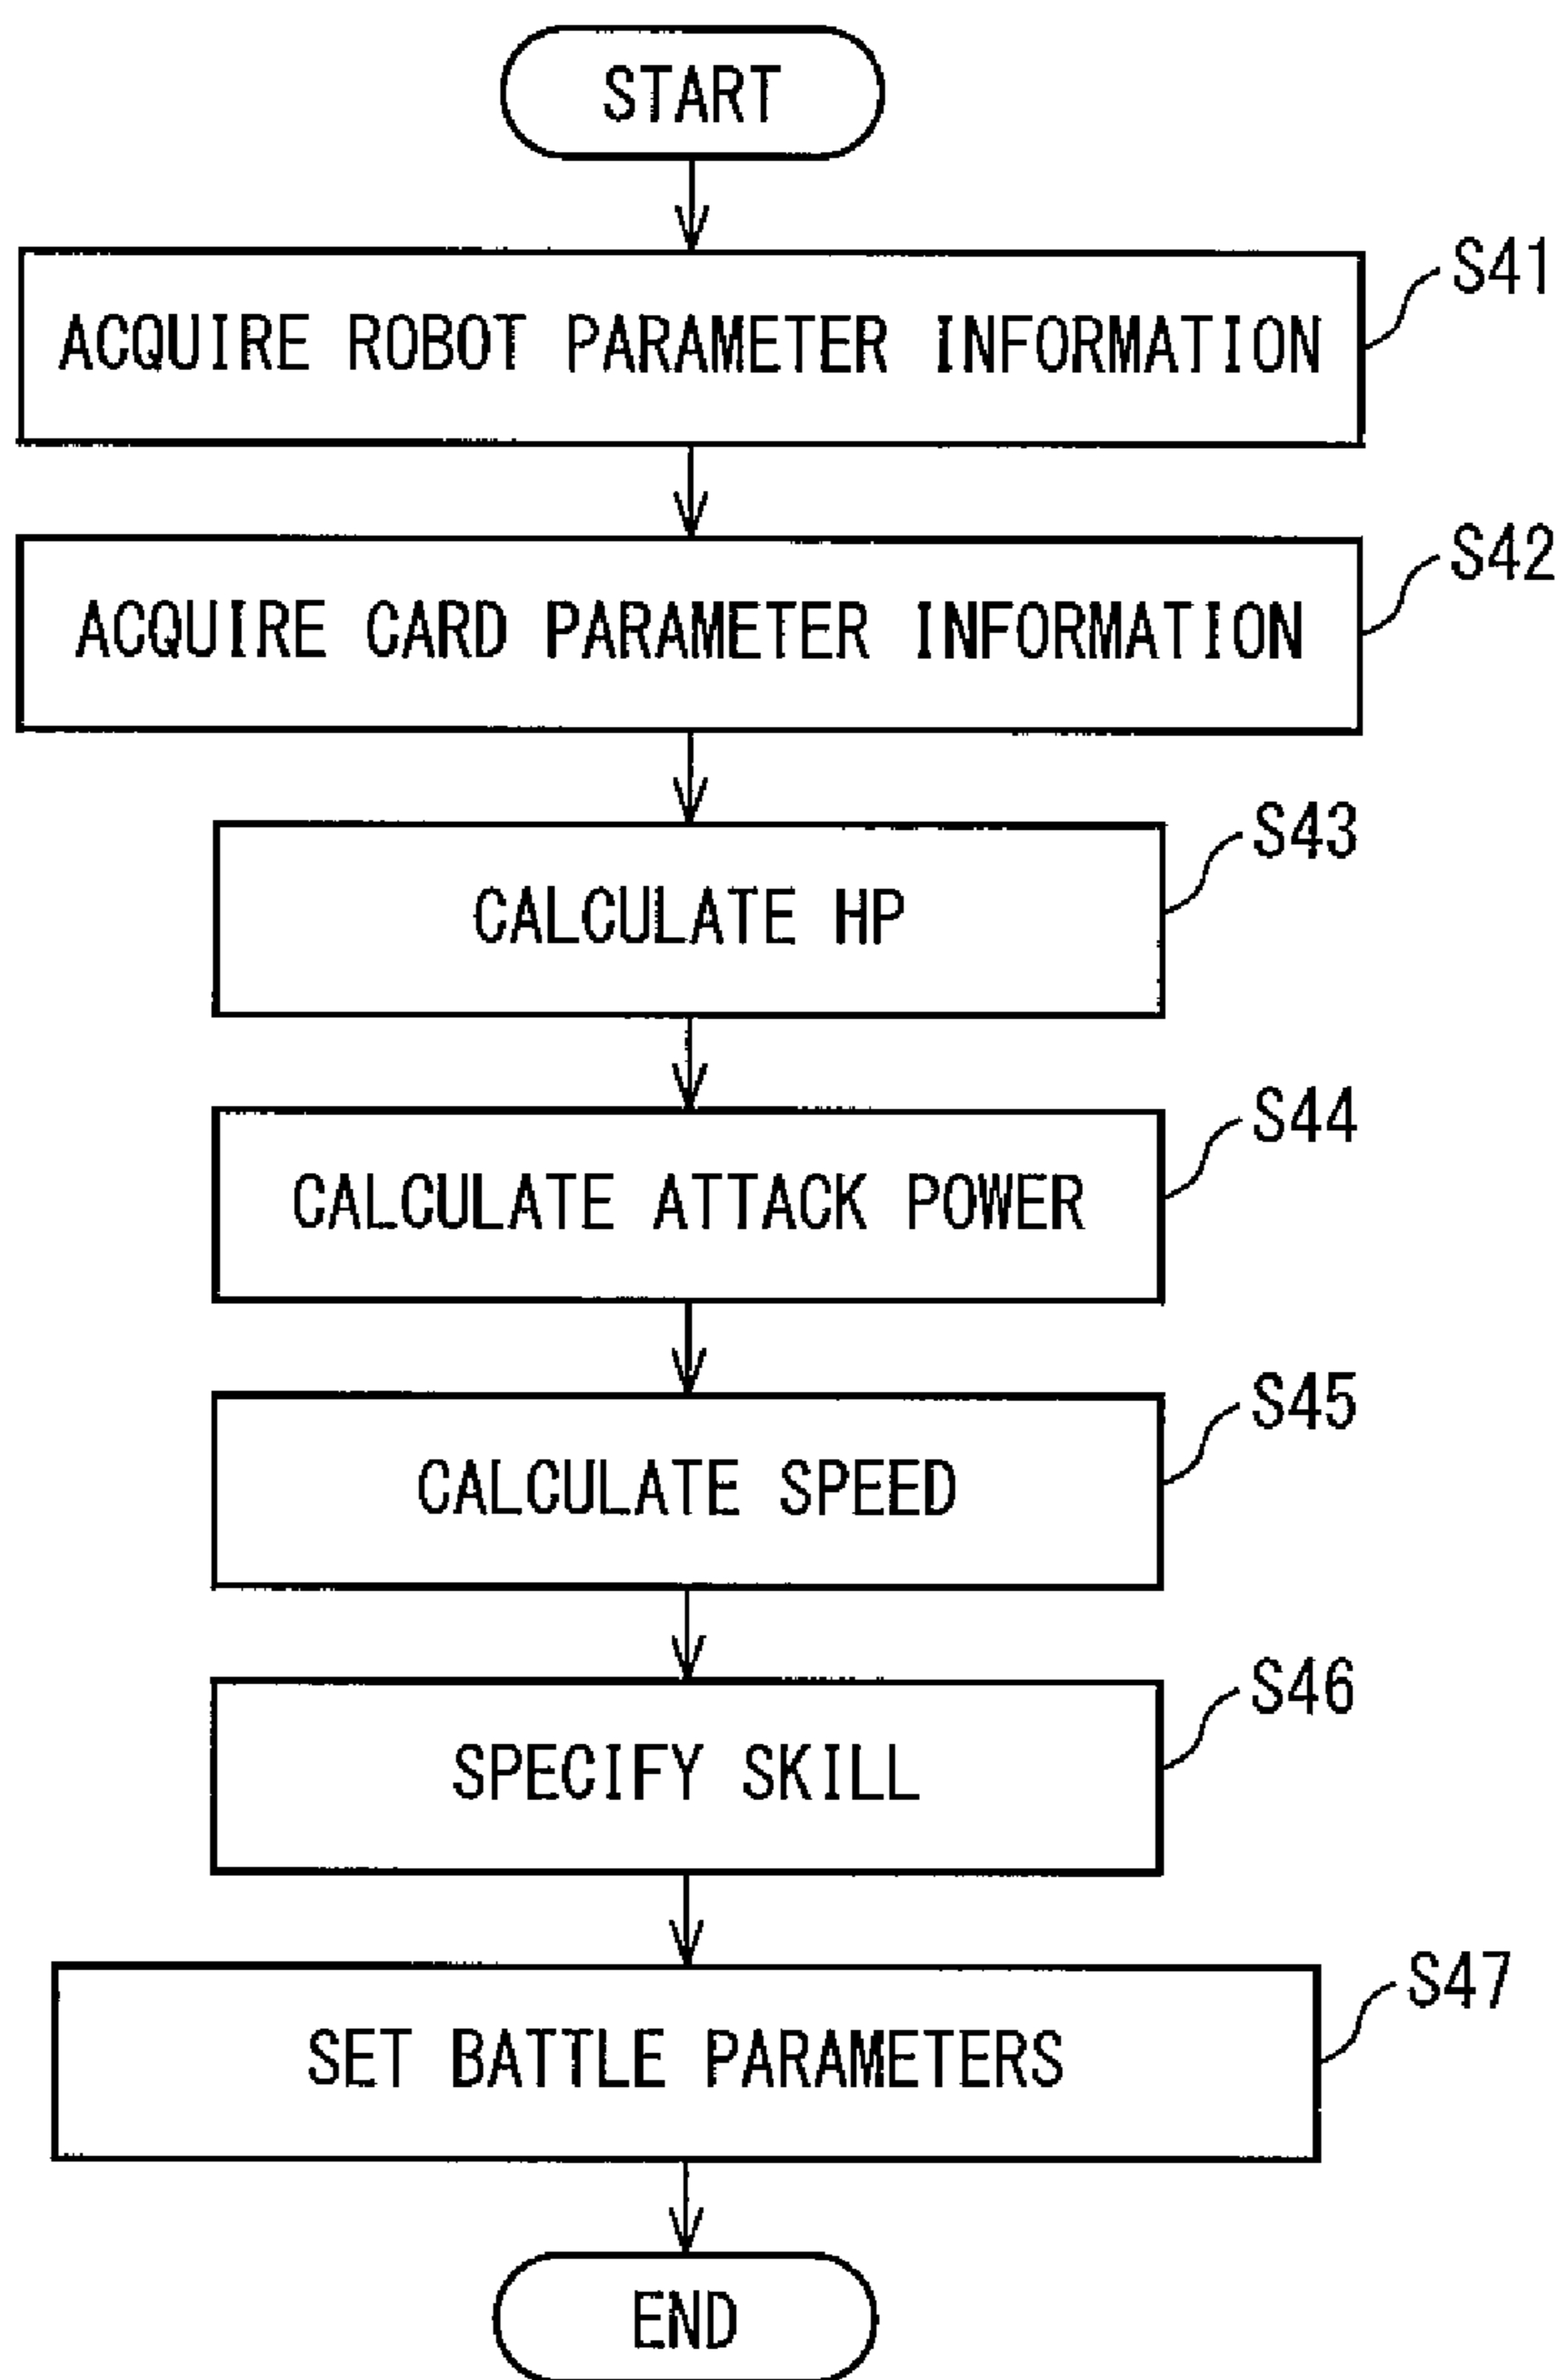 START
ACQUIRE ROBOT PARAMETER INFORMATION
S41
ACQUIRE CARD PARAMETER INFORMATION
S42
CALCULATE HP
S43
CALCULATE ATTACK POWER
S44
CALCULATE SPEED
S45
SPECIFY SKILL
S46
SET BATTLE PARAMETERS
S47
END